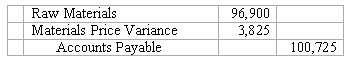 Raw Materials 96,900
Materials Price Variance 3,825
Accounts Payable 100,725